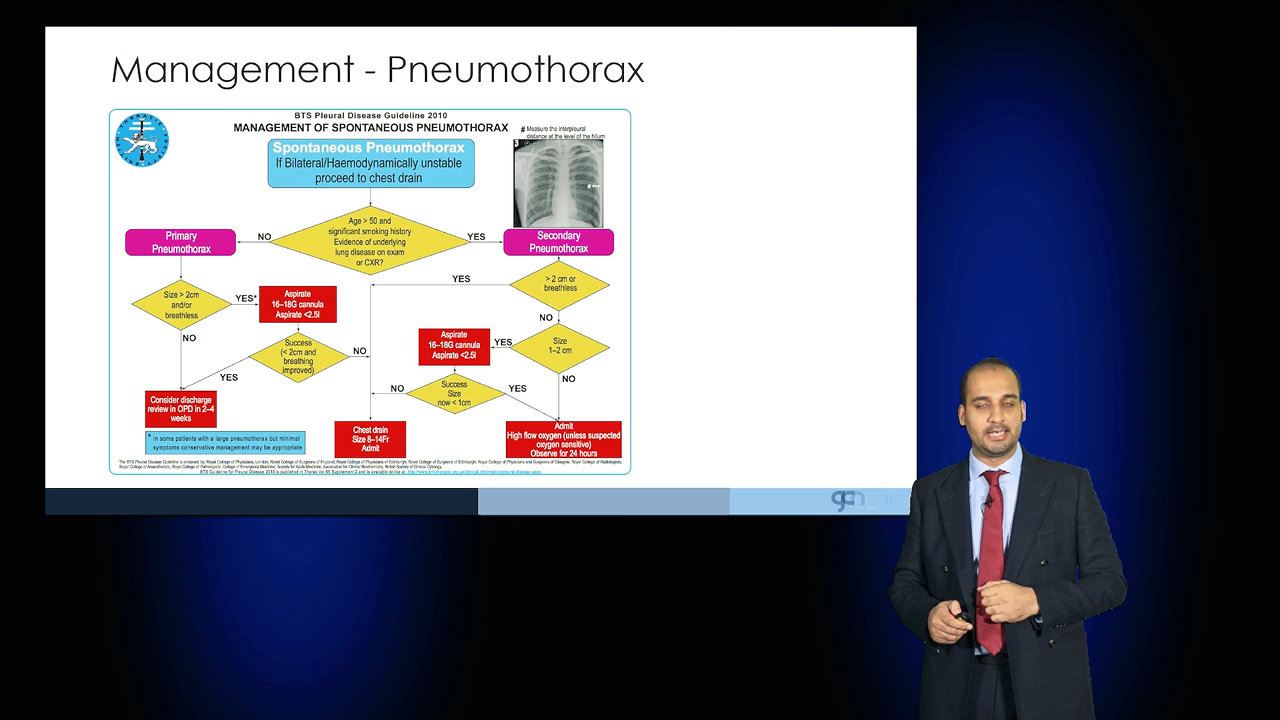 Management - Pneumothorax
BTS Pleural Disease Guideline 2010
MANAGEMENT OF SPONTANEOUS PNEUMOTHORAX
# Measure the interpleural
distance at the level of the hilum
Spontaneous Pneumothorax
If Bilateral/Haemodynamically unstable
proceed to chest drain
Age > 50 and
significant smoking history
Evidence of underlying
lung disease on exam
or CXR?
NO
YES
Primary
Pneumothorax
Secondary
Pneumothorax
Size > 2cm
and/or
breathless
YES*
Aspirate
16–18G cannula
Aspirate <2.5l
NO
Success
(< 2cm and
breathing
improved)
NO
YES
Consider discharge
review in OPD in 2–4
weeks
> 2 cm or
breathless
YES
NO
Size
1–2 cm
YES
Aspirate
16–18G cannula
Aspirate <2.5l
NO
Success
Size
now < 1cm
NO
YES
Chest drain
Size 8–14Fr
Admit
Admit
High flow oxygen (unless suspected
oxygen sensitive)
Observe for 24 hours
* In some patients with a large pneumothorax but minimal
symptoms conservative management may be appropriate
gcn